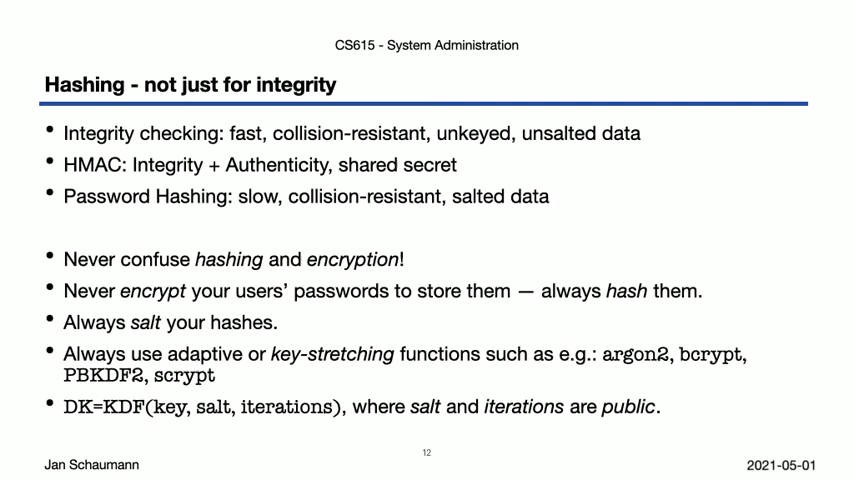 CS615 - System Administration
Hashing - not just for integrity
• Integrity checking: fast, collision-resistant, unkeyed, unsalted data
• HMAC: Integrity + Authenticity, shared secret
• Password Hashing: slow, collision-resistant, salted data
• Never confuse hashing and encryption!
• Never encrypt your users’ passwords to store them — always hash them.
• Always salt your hashes.
• Always use adaptive or key-stretching functions such as e.g.: argon2, bcrypt,
PBKDF2, scrypt
• DK=KDF(key, salt, iterations), where salt and iterations are public.
12
Jan Schaumann
2021-05-01